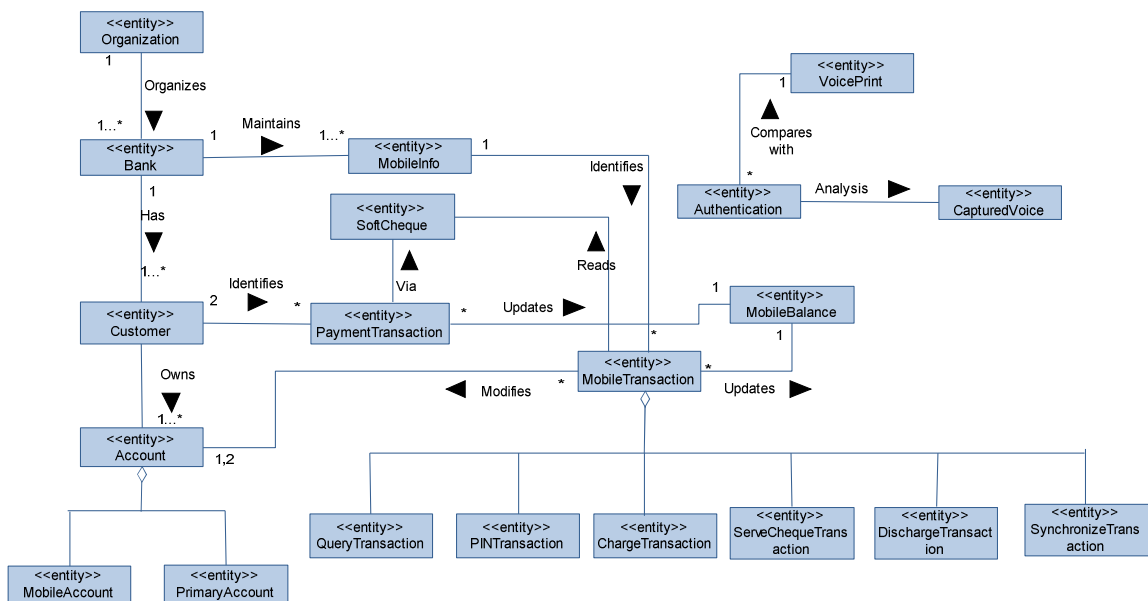 <<entity>>
Organization
1
Organizes
1...*
<<entity>>
Bank
1
Maintains
1...*
<<entity>>
MobileInfo
1
Identifies
*
<<entity>>
VoicePrint
1
Compares
with
*
<<entity>>
Authentication
Analysis
<<entity>>
CapturedVoice
1
Has
1...*
<<entity>>
SoftCheque
Reads
Via
<<entity>>
Customer
2
Identifies
*
<<entity>>
PaymentTransaction
*
Updates
1
<<entity>>
MobileBalance
1
Owns
1...*
<<entity>>
Account
1,2
Modifies
*
<<entity>>
MobileTransaction
*
Updates
<<entity>>
QueryTransaction
<<entity>>
PINTransaction
<<entity>>
ChargeTransaction
<<entity>>
ServeChequeTrans
action
<<entity>>
DischargeTransact
ion
<<entity>>
SynchronizeTrans
action
<<entity>>
MobileAccount
<<entity>>
PrimaryAccount